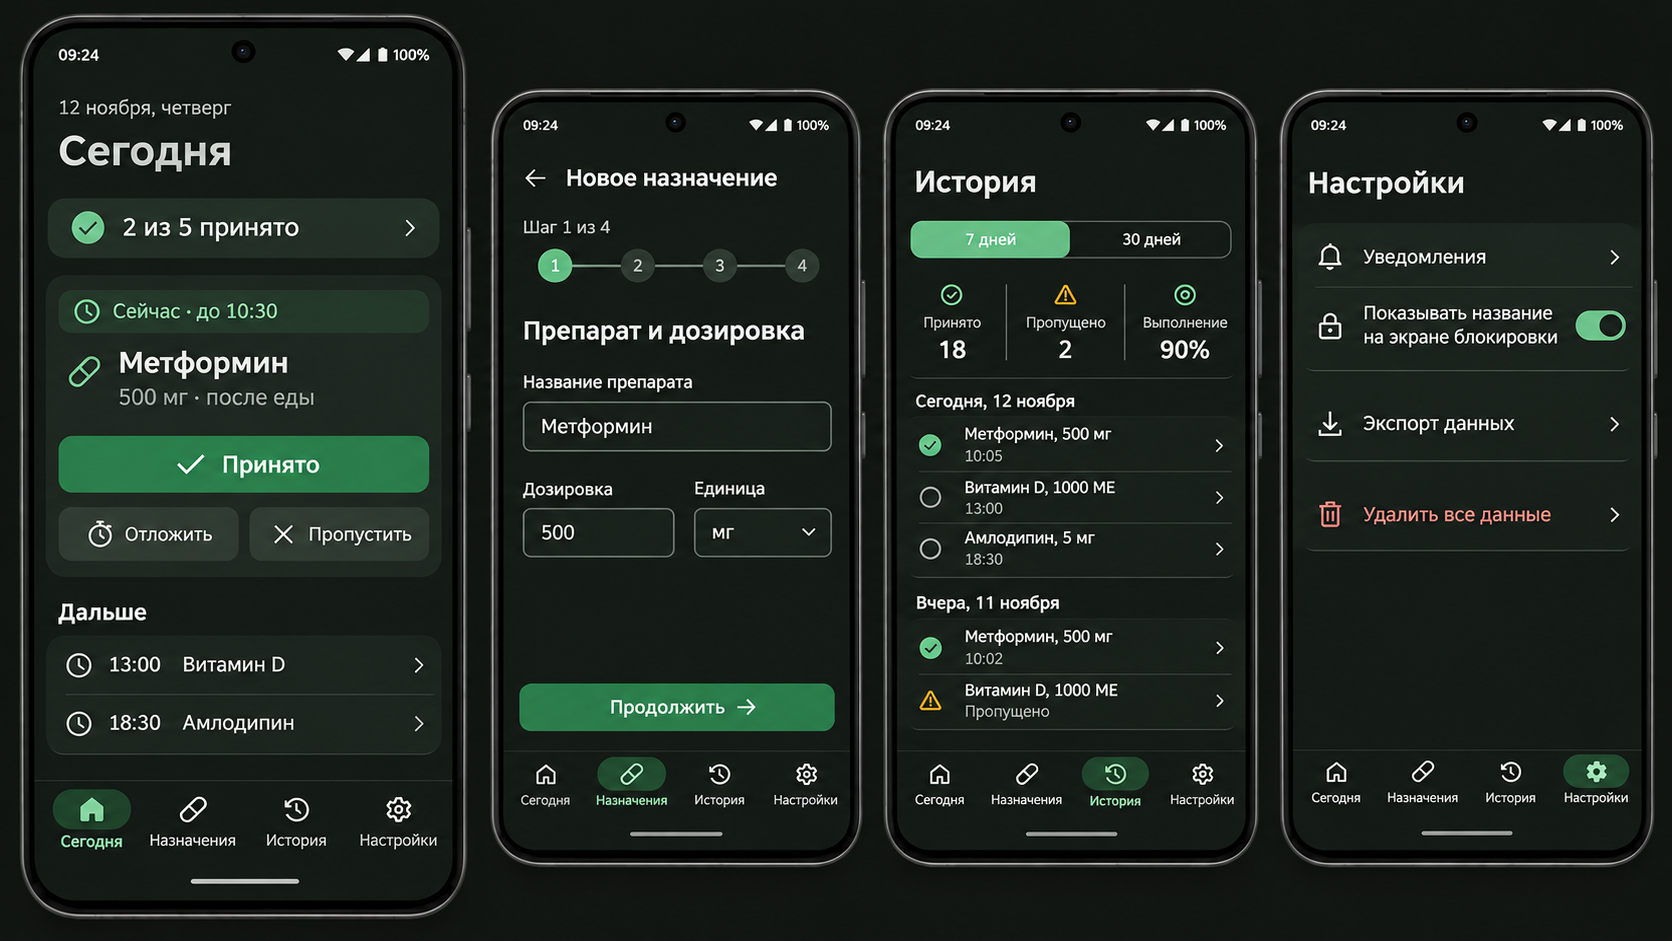 09:24
100%
12 ноября, четверг
Сегодня
2 из 5 принято
Сейчас · до 10:30
Метформин
500 мг · после еды
Принято
Отложить
Пропустить
Дальше
13:00 Витамин D
18:30 Амлодипин
Сегодня
Назначения
История
Настройки
09:24
100%
Новое назначение
Шаг 1 из 4
1
2
3
4
Препарат и дозировка
Название препарата
Метформин
Дозировка
Единица
500
мг
Продолжить
Сегодня
Назначения
История
Настройки
09:24
100%
История
7 дней
30 дней
Принято
Пропущено
Выполнение
18
2
90%
Сегодня, 12 ноября
Метформин, 500 мг
10:05
Витамин D, 1000 МЕ
13:00
Амлодипин, 5 мг
18:30
Вчера, 11 ноября
Метформин, 500 мг
10:02
Витамин D, 1000 МЕ
Пропущено
Сегодня
Назначения
История
Настройки
09:24
100%
Настройки
Уведомления
Показывать название
на экране блокировки
Экспорт данных
Удалить все данные
Сегодня
Назначения
История
Настройки